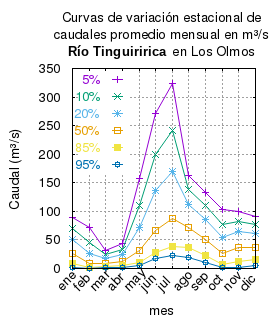 Curvas de variación estacional de
caudales promedio mensual en m³/s
Río Tinguiririca en Los Olmos
350
300
250
200
150
100
50
0
Caudal (m³/s)
5%
10%
20%
50%
85%
95%
ene
feb
mar
abr
may
jun
jul
ago
sep
oct
nov
dic
mes